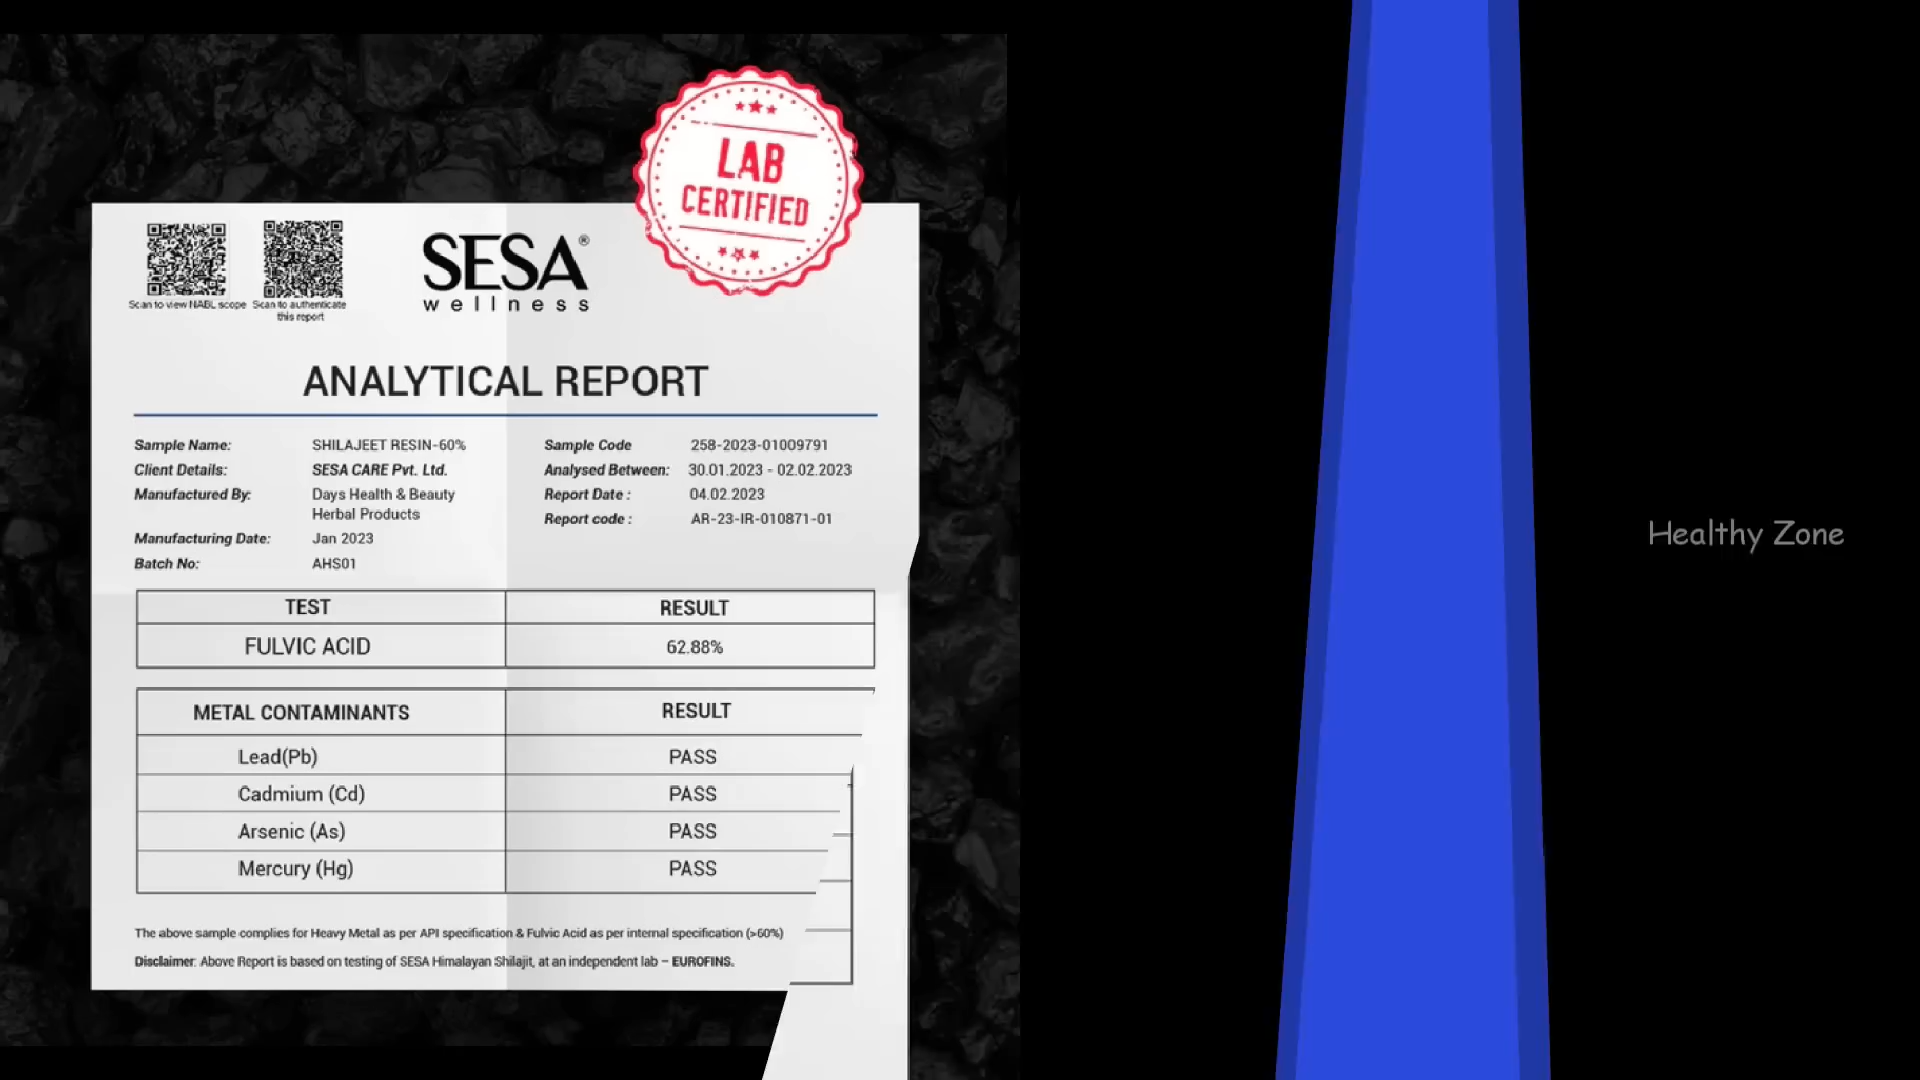 LAB
CERTIFIED
Scan to view NABL scope
Scan to authenticate
this report
SESA®
wellness
ANALYTICAL REPORT
Sample Name: SHILAJEET RESIN-60%
Client Details: SESA CARE Pvt. Ltd.
Manufactured By: Days Health & Beauty
Herbal Products
Manufacturing Date: Jan 2023
Batch No: AHS01
Sample Code 258-2023-01009791
Analysed Between: 30.01.2023 - 02.02.2023
Report Date : 04.02.2023
Report code : AR-23-IR-010871-01
TEST RESULT
FULVIC ACID 62.88%
METAL CONTAMINANTS RESULT
Lead(Pb) PASS
Cadmium (Cd) PASS
Arsenic (As) PASS
Mercury (Hg) PASS
The above sample complies for Heavy Metal as per API specification & Fulvic Acid as per internal specification (>60%)
Disclaimer: Above Report is based on testing of SESA Himalayan Shilajit, at an independent lab – EUROFINS.
Healthy Zone